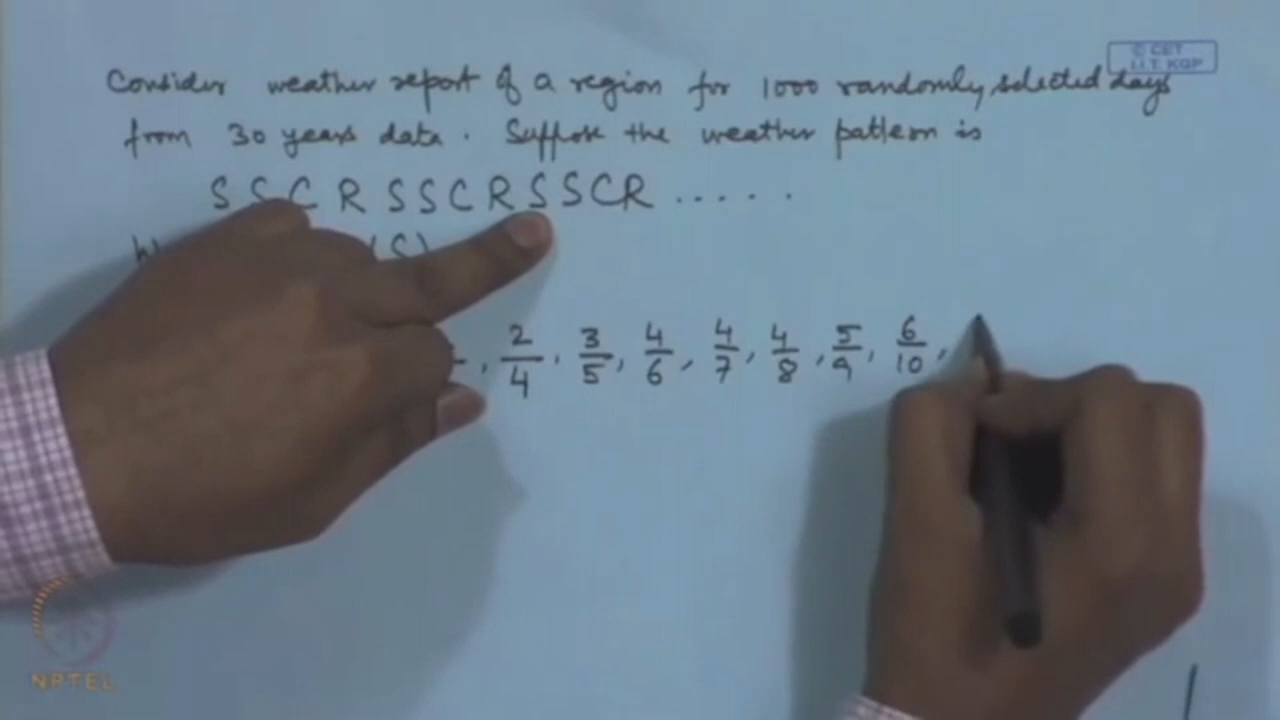 © CET
I.I.T. KGP
Consider weather report of a region for 1000 randomly selected days
from 30 years data. Suppose the weather pattern is
S S C R S S C R S S C R .....
(S)
, 2/4, 3/5, 4/6, 4/7, 4/8, 5/9, 6/10,
NPTEL